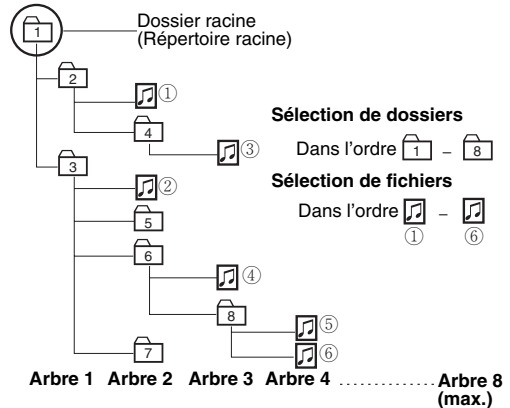 1
Dossier racine
(Répertoire racine)
2
①
4
③
3
②
5
6
④
8
⑤
⑥
7
Sélection de dossiers
Dans l'ordre 1 – 8
Sélection de fichiers
Dans l'ordre –
① ⑥
Arbre 1 Arbre 2 Arbre 3 Arbre 4 .............. Arbre 8
(max.)